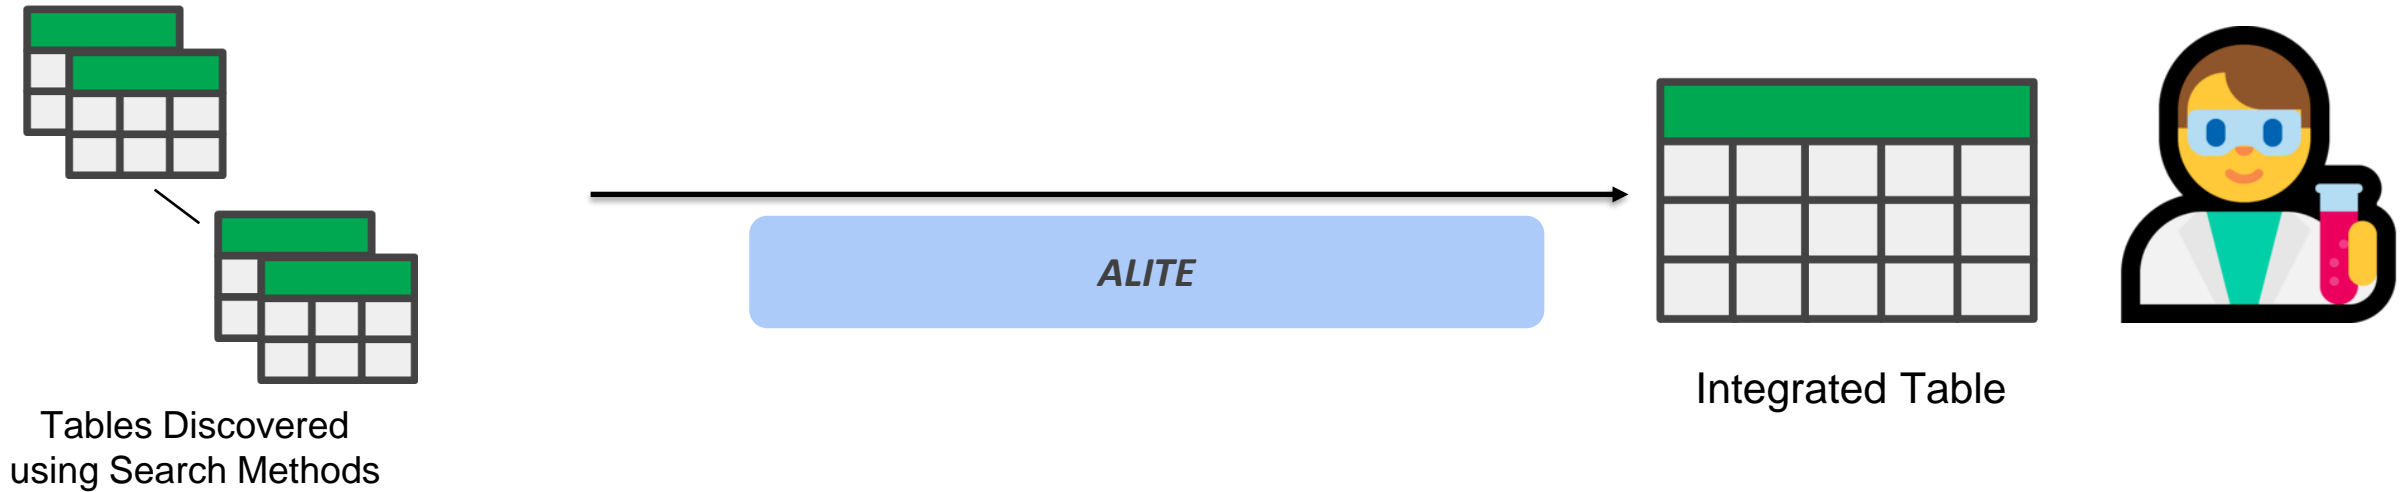 Tables Discovered
using Search Methods
ALITE
Integrated Table